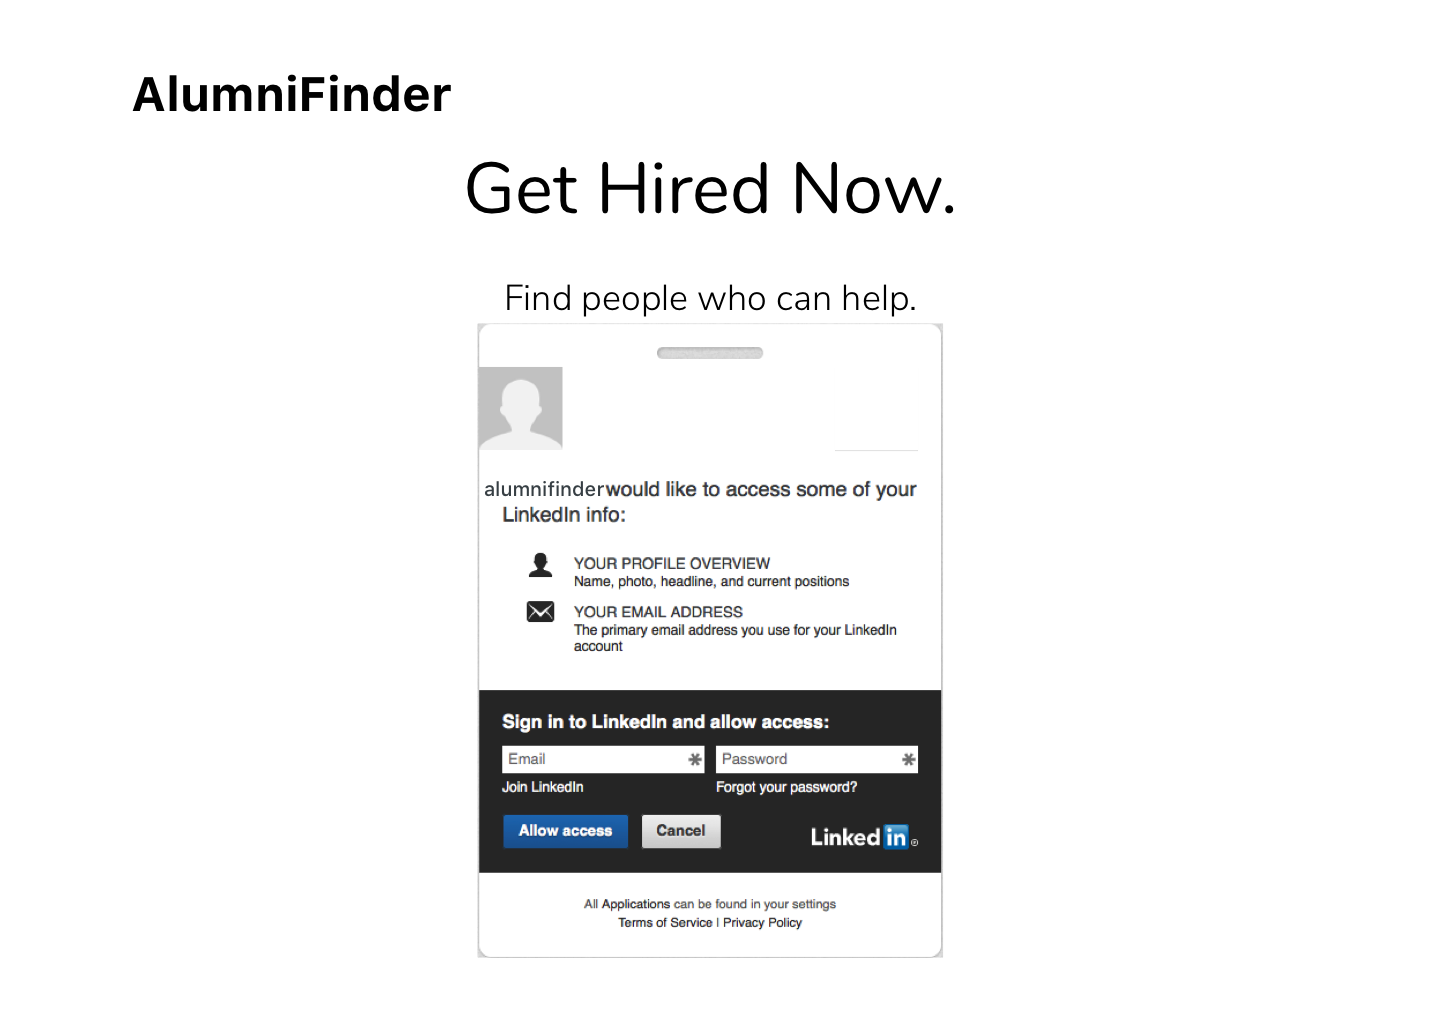 AlumniFinder
Get Hired Now.
Find people who can help.
alumnifinder would like to access some of your
LinkedIn info:
YOUR PROFILE OVERVIEW
Name, photo, headline, and current positions
YOUR EMAIL ADDRESS
The primary email address you use for your LinkedIn
account
Sign in to LinkedIn and allow access:
Email * Password *
Join LinkedIn Forgot your password?
Allow access Cancel Linked in ®
All Applications can be found in your settings
Terms of Service | Privacy Policy